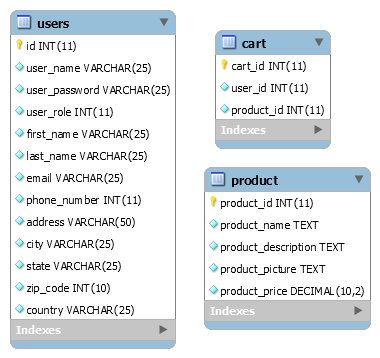 users
id INT(11)
user_name VARCHAR(25)
user_password VARCHAR(25)
user_role INT(11)
first_name VARCHAR(25)
last_name VARCHAR(25)
email VARCHAR(25)
phone_number INT(11)
address VARCHAR(50)
city VARCHAR(25)
state VARCHAR(25)
zip_code INT(10)
country VARCHAR(25)
Indexes
cart
cart_id INT(11)
user_id INT(11)
product_id INT(11)
Indexes
product
product_id INT(11)
product_name TEXT
product_description TEXT
product_picture TEXT
product_price DECIMAL(10,2)
Indexes